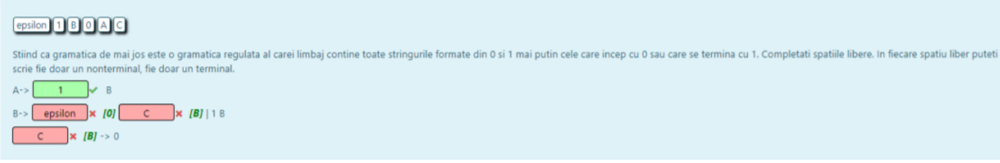 epsilon 1 B 0 A C
Stiind ca gramatica de mai jos este o gramatica regulata al carei limbaj contine toate stringurile formate din 0 si 1 mai putin cele care incep cu 0 sau care se termina cu 1. Completati spatiile libere. In fiecare spatiu liber puteti
scrie fie doar un nonterminal, fie doar un terminal.
A-> 1 ✔ B
B-> epsilon ✖ [0] C ✖ [B] | 1 B
C ✖ [B] -> 0